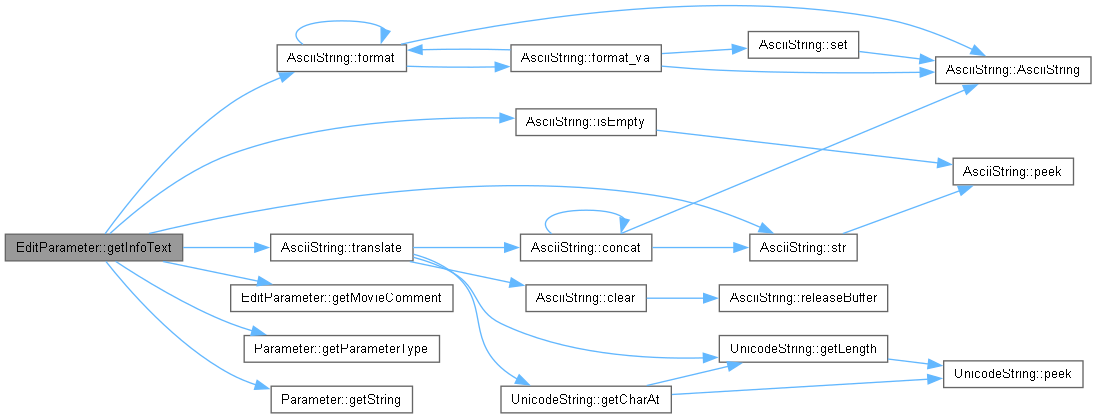 AsciiString::format
AsciiString::format_va
AsciiString::set
AsciiString::AsciiString
AsciiString::isEmpty
AsciiString::peek
EditParameter::getInfoText
AsciiString::translate
AsciiString::concat
AsciiString::str
EditParameter::getMovieComment
AsciiString::clear
AsciiString::releaseBuffer
Parameter::getParameterType
UnicodeString::getLength
UnicodeString::peek
Parameter::getString
UnicodeString::getCharAt